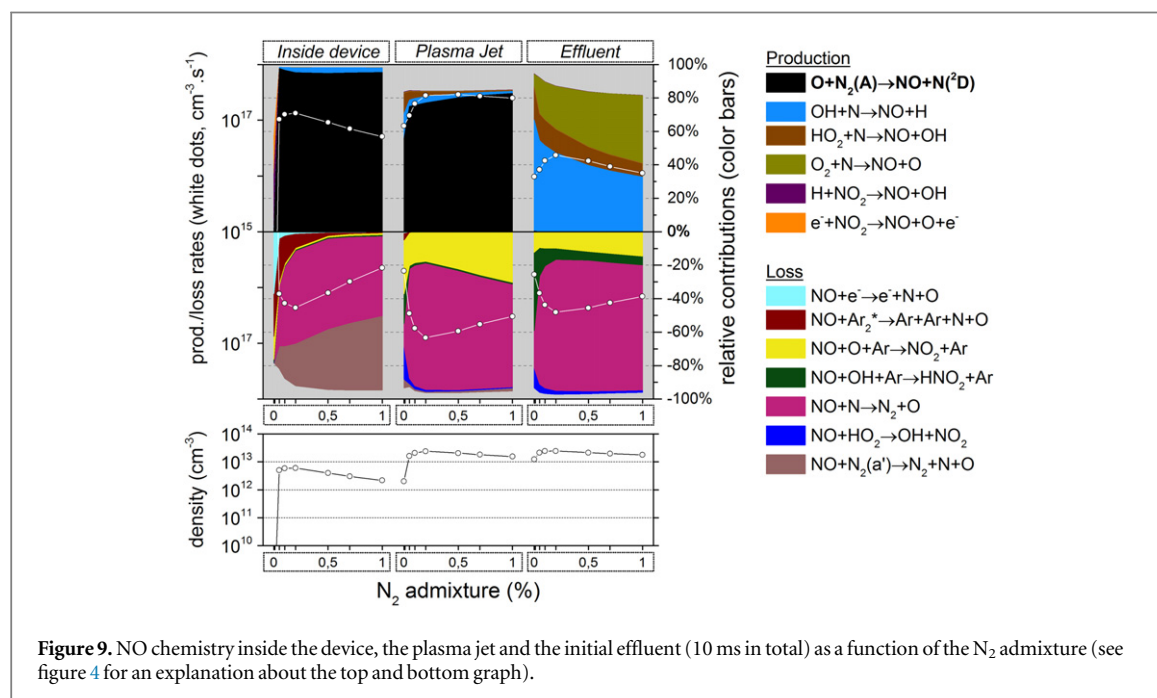 Inside device Plasma Jet Effluent
prod./loss rates (white dots, cm⁻³.s⁻¹)
10¹⁷
10¹⁵
10¹⁷
100%
80%
60%
40%
20%
0%
-20%
-40%
-60%
-80%
-100%
relative contributions (color bars)
0 0,5 1 0 0,5 1 0 0,5 1
density (cm⁻³)
10¹⁴
10¹³
10¹²
10¹¹
10¹⁰
0 0,5 1 0 0,5 1 0 0,5 1
N₂ admixture (%)
Production
O+N₂(A)→NO+N(²D)
OH+N→NO+H
HO₂+N→NO+OH
O₂+N→NO+O
H+NO₂→NO+OH
e⁻+NO₂→NO+O+e⁻
Loss
NO+e⁻→e⁻+N+O
NO+Ar₂*→Ar+Ar+N+O
NO+O+Ar→NO₂+Ar
NO+OH+Ar→HNO₂+Ar
NO+N→N₂+O
NO+HO₂→OH+NO₂
NO+N₂(a')→N₂+N+O
Figure 9. NO chemistry inside the device, the plasma jet and the initial effluent (10 ms in total) as a function of the N₂ admixture (see
figure 4 for an explanation about the top and bottom graph).